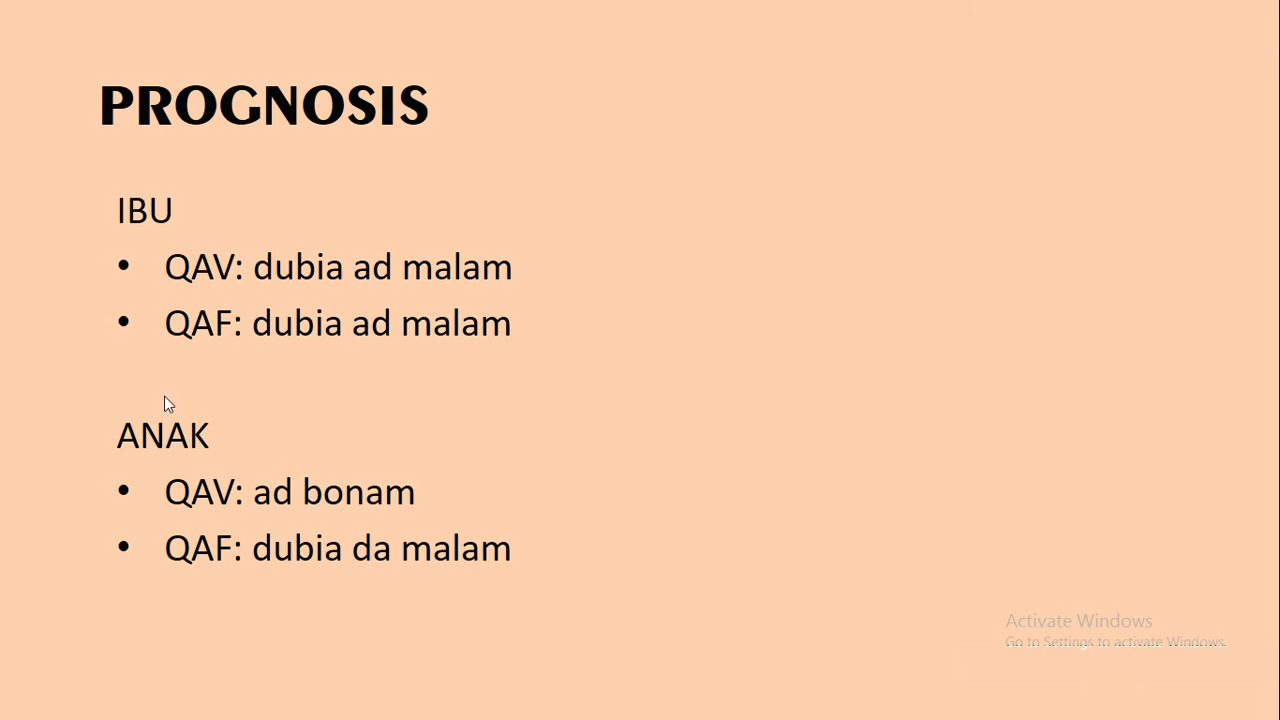 PROGNOSIS
IBU
• QAV: dubia ad malam
• QAF: dubia ad malam
ANAK
• QAV: ad bonam
• QAF: dubia da malam
Activate Windows
Go to Settings to activate Windows.